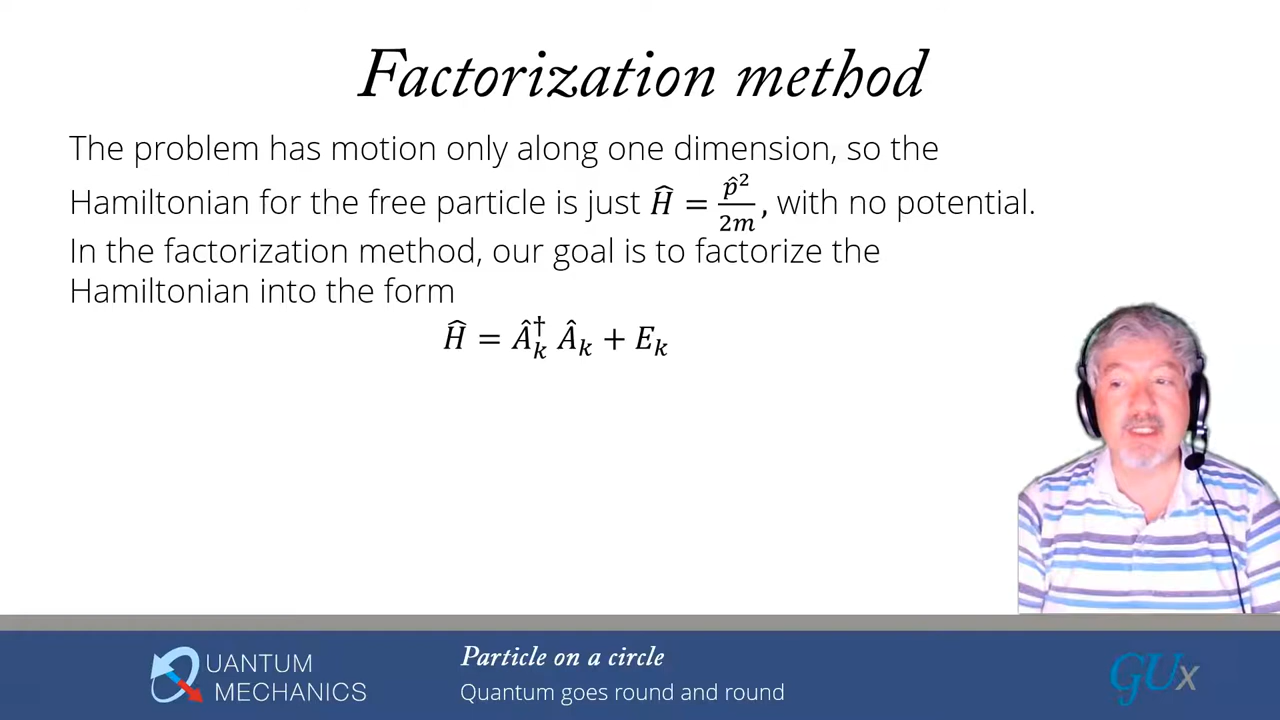 Factorization method
The problem has motion only along one dimension, so the
Hamiltonian for the free particle is just Ĥ = p̂²/2m, with no potential.
In the factorization method, our goal is to factorize the
Hamiltonian into the form
Ĥ = Â†ₖ Âₖ + Eₖ
QUANTUM
MECHANICS
Particle on a circle
Quantum goes round and round
GUx